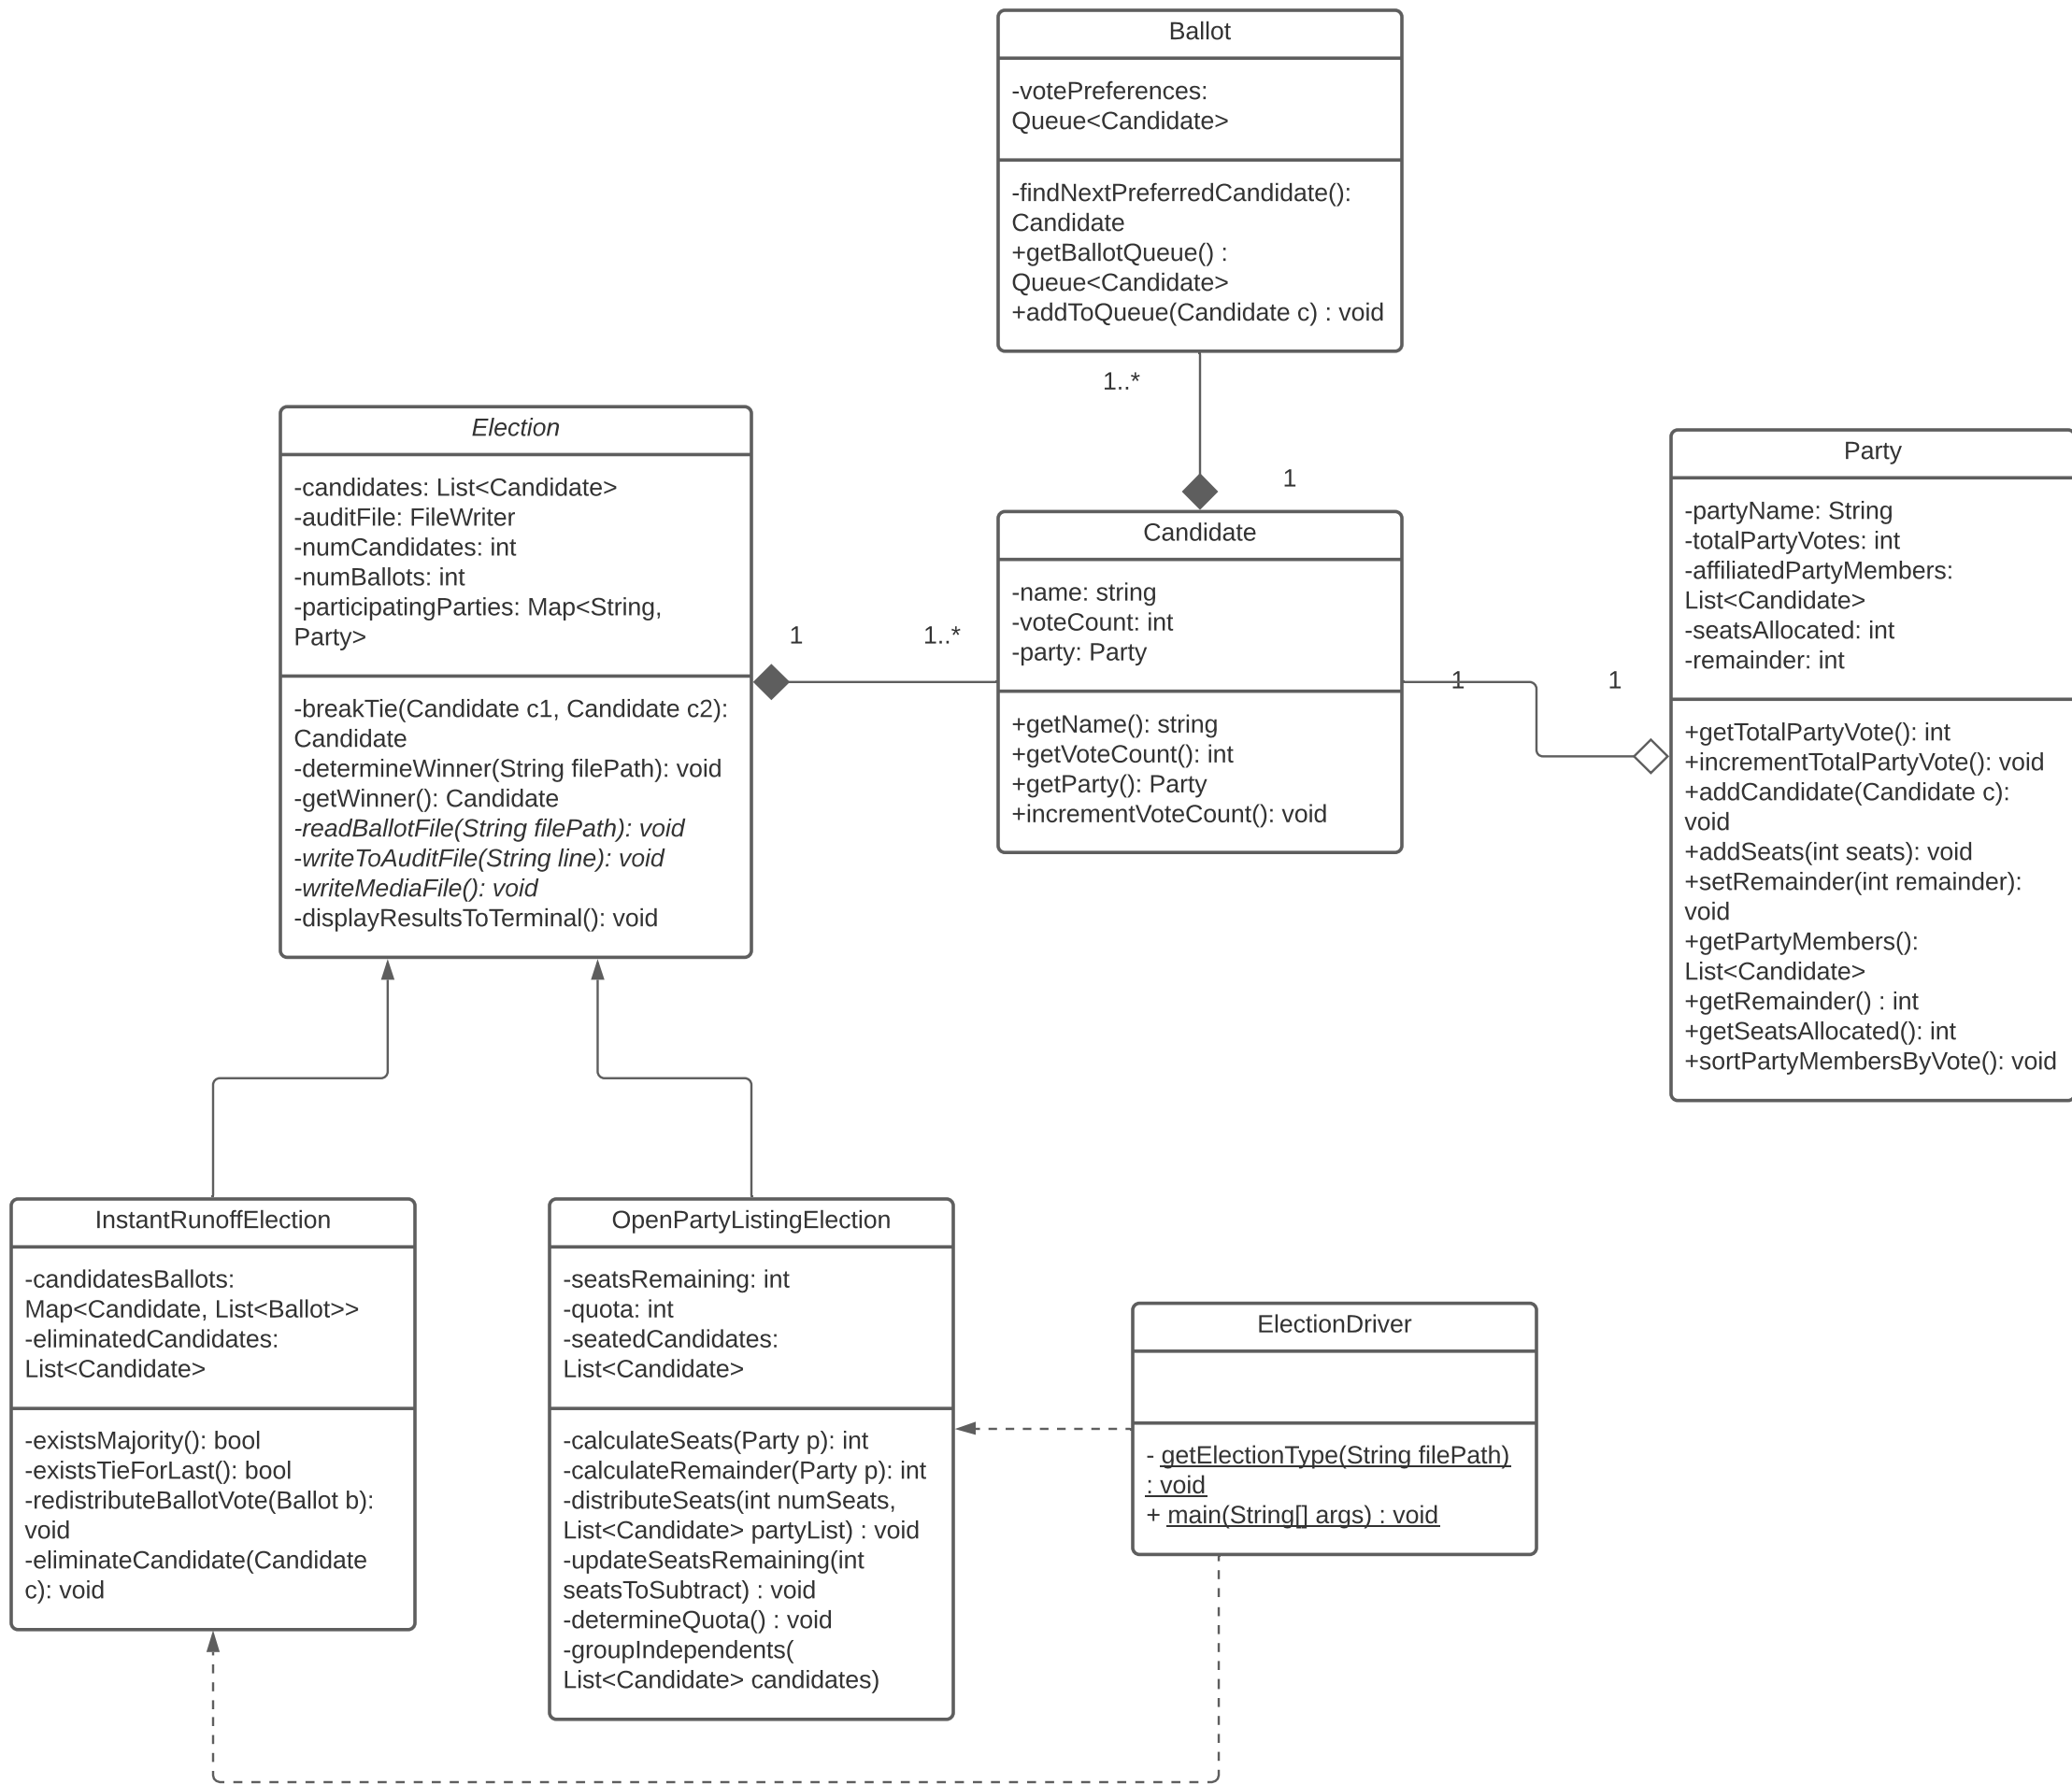 Ballot
-votePreferences:
Queue<Candidate>
-findNextPreferredCandidate():
Candidate
+getBallotQueue() :
Queue<Candidate>
+addToQueue(Candidate c) : void
1..*
1
Election
-candidates: List<Candidate>
-auditFile: FileWriter
-numCandidates: int
-numBallots: int
-participatingParties: Map<String,
Party>
-breakTie(Candidate c1, Candidate c2):
Candidate
-determineWinner(String filePath): void
-getWinner(): Candidate
-readBallotFile(String filePath): void
-writeToAuditFile(String line): void
-writeMediaFile(): void
-displayResultsToTerminal(): void
1
1..*
Candidate
-name: string
-voteCount: int
-party: Party
+getName(): string
+getVoteCount(): int
+getParty(): Party
+incrementVoteCount(): void
1
1
Party
-partyName: String
-totalPartyVotes: int
-affiliatedPartyMembers:
List<Candidate>
-seatsAllocated: int
-remainder: int
+getTotalPartyVote(): int
+incrementTotalPartyVote(): void
+addCandidate(Candidate c):
void
+addSeats(int seats): void
+setRemainder(int remainder):
void
+getPartyMembers():
List<Candidate>
+getRemainder() : int
+getSeatsAllocated(): int
+sortPartyMembersByVote(): void
InstantRunoffElection
-candidatesBallots:
Map<Candidate, List<Ballot>>
-eliminatedCandidates:
List<Candidate>
-existsMajority(): bool
-existsTieForLast(): bool
-redistributeBallotVote(Ballot b):
void
-eliminateCandidate(Candidate
c): void
OpenPartyListingElection
-seatsRemaining: int
-quota: int
-seatedCandidates:
List<Candidate>
-calculateSeats(Party p): int
-calculateRemainder(Party p): int
-distributeSeats(int numSeats,
List<Candidate> partyList) : void
-updateSeatsRemaining(int
seatsToSubtract) : void
-determineQuota() : void
-groupIndependents(
List<Candidate> candidates)
ElectionDriver
- getElectionType(String filePath)
: void
+ main(String[] args) : void